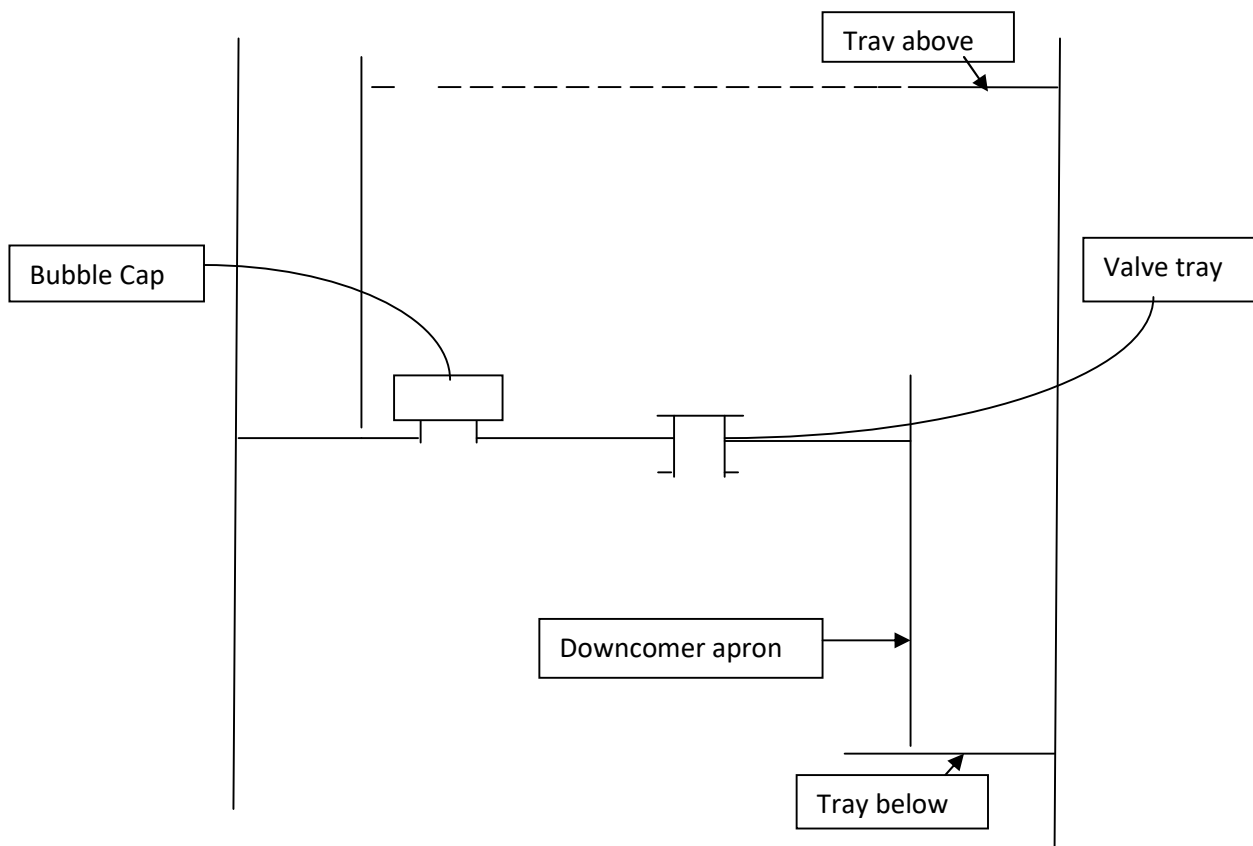 Tray above
Bubble Cap
Valve tray
Downcomer apron
Tray below